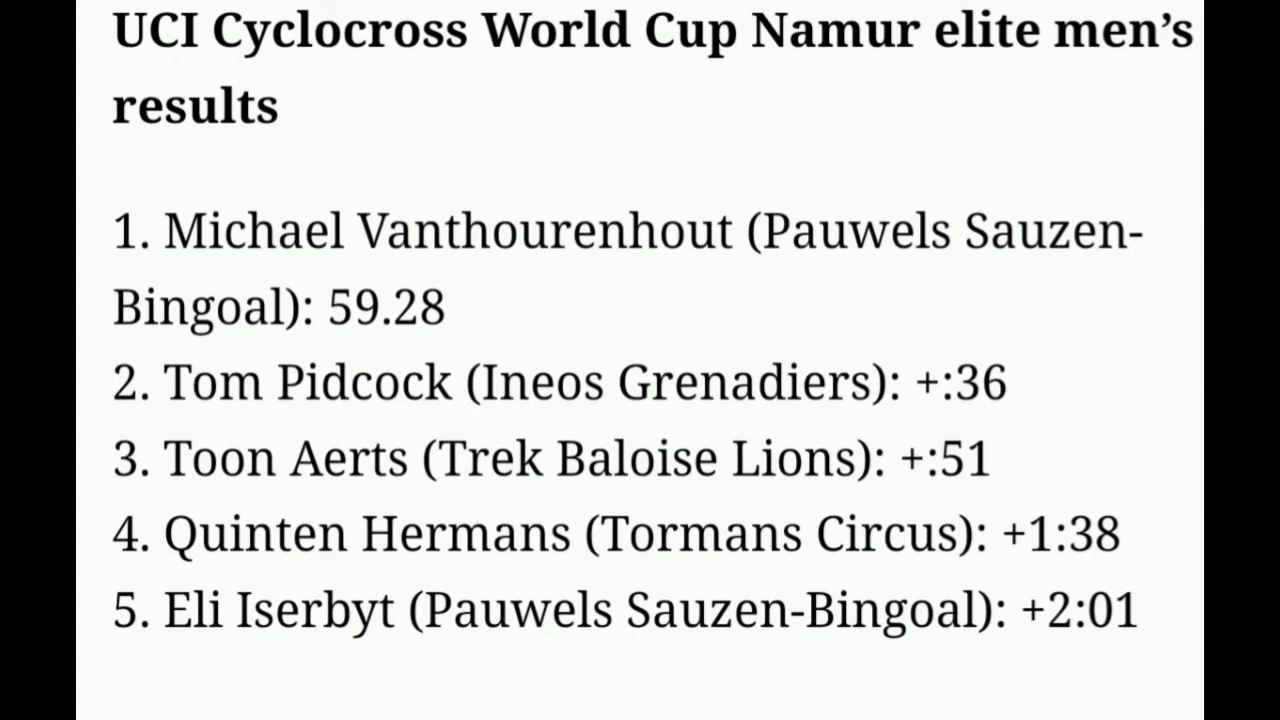 UCI Cyclocross World Cup Namur elite men’s
results
1. Michael Vanthourenhout (Pauwels Sauzen-
Bingoal): 59.28
2. Tom Pidcock (Ineos Grenadiers): +:36
3. Toon Aerts (Trek Baloise Lions): +:51
4. Quinten Hermans (Tormans Circus): +1:38
5. Eli Iserbyt (Pauwels Sauzen-Bingoal): +2:01